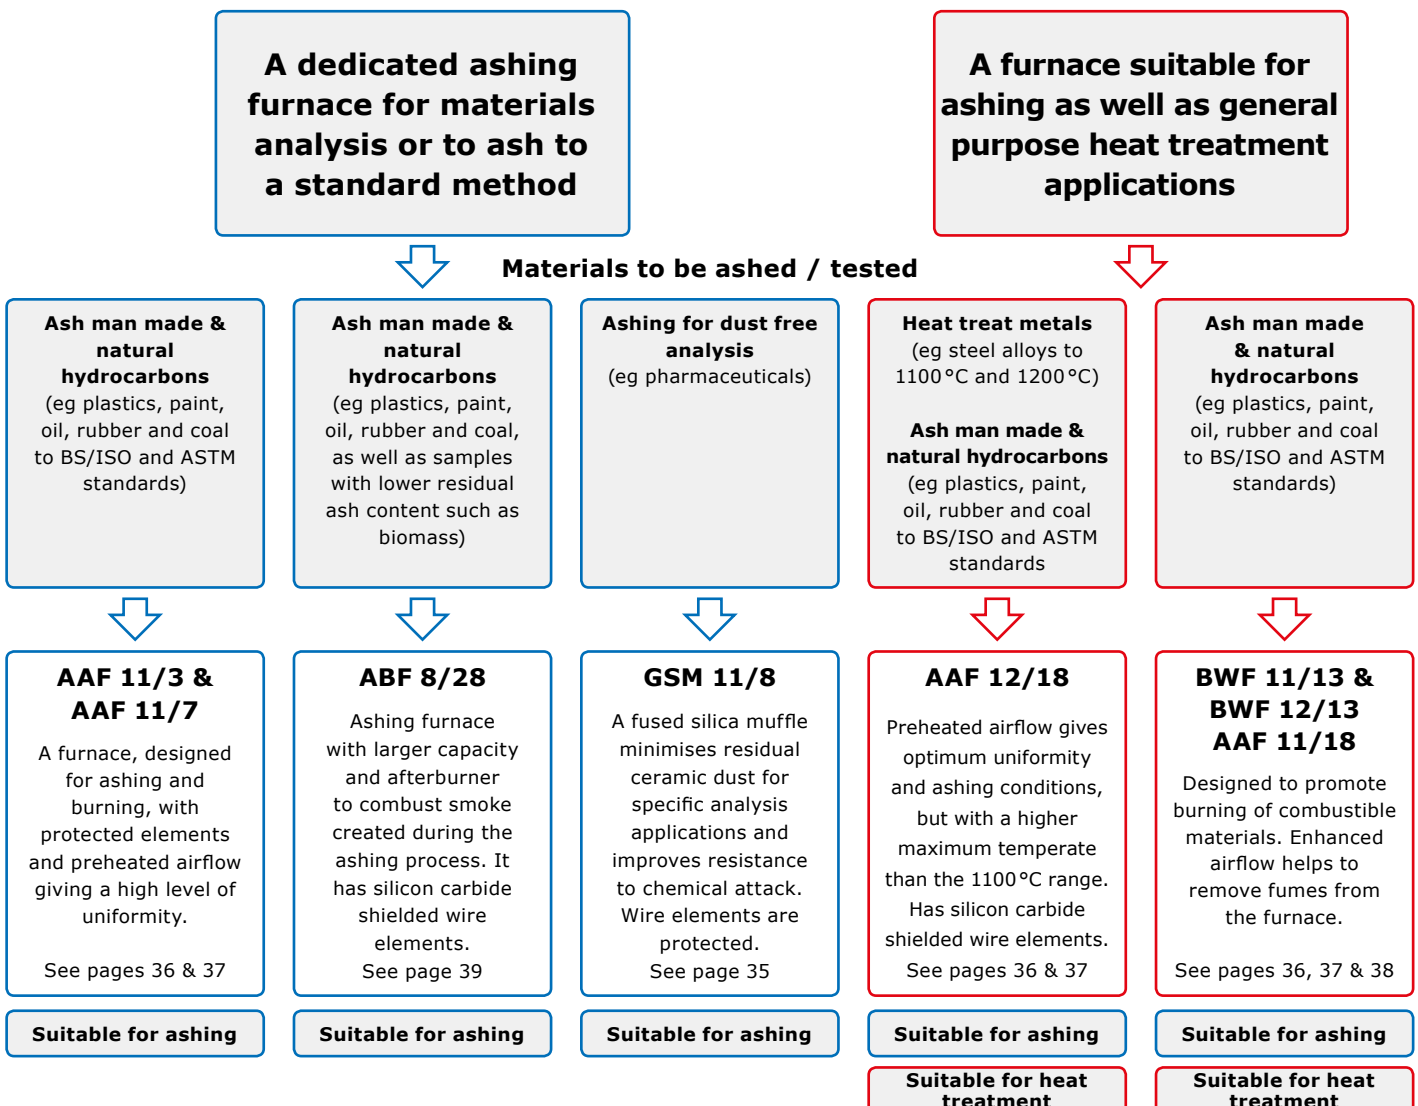 A dedicated ashing
furnace for materials
analysis or to ash to
a standard method
A furnace suitable for
ashing as well as general
purpose heat treatment
applications
Materials to be ashed / tested
Ash man made &
natural
hydrocarbons
(eg plastics, paint,
oil, rubber and coal
to BS/ISO and ASTM
standards)
Ash man made &
natural
hydrocarbons
(eg plastics, paint,
oil, rubber and coal,
as well as samples
with lower residual
ash content such as
biomass)
Ashing for dust free
analysis
(eg pharmaceuticals)
Heat treat metals
(eg steel alloys to
1100°C and 1200°C)
Ash man made &
natural hydrocarbons
(eg plastics, paint,
oil, rubber and coal
to BS/ISO and ASTM
standards
Ash man made
& natural
hydrocarbons
(eg plastics, paint,
oil, rubber and coal
to BS/ISO and ASTM
standards)
AAF 11/3 &
AAF 11/7
A furnace, designed
for ashing and
burning, with
protected elements
and preheated airflow
giving a high level of
uniformity.
See pages 36 & 37
ABF 8/28
Ashing furnace
with larger capacity
and afterburner
to combust smoke
created during the
ashing process. It
has silicon carbide
shielded wire
elements.
See page 39
GSM 11/8
A fused silica muffle
minimises residual
ceramic dust for
specific analysis
applications and
improves resistance
to chemical attack.
Wire elements are
protected.
See page 35
AAF 12/18
Preheated airflow gives
optimum uniformity
and ashing conditions,
but with a higher
maximum temperate
than the 1100°C range.
Has silicon carbide
shielded wire elements.
See pages 36 & 37
BWF 11/13 &
BWF 12/13
AAF 11/18
Designed to promote
burning of combustible
materials. Enhanced
airflow helps to
remove fumes from
the furnace.
See pages 36, 37 & 38
Suitable for ashing
Suitable for ashing
Suitable for ashing
Suitable for ashing
Suitable for ashing
Suitable for heat
treatment
Suitable for heat
treatment